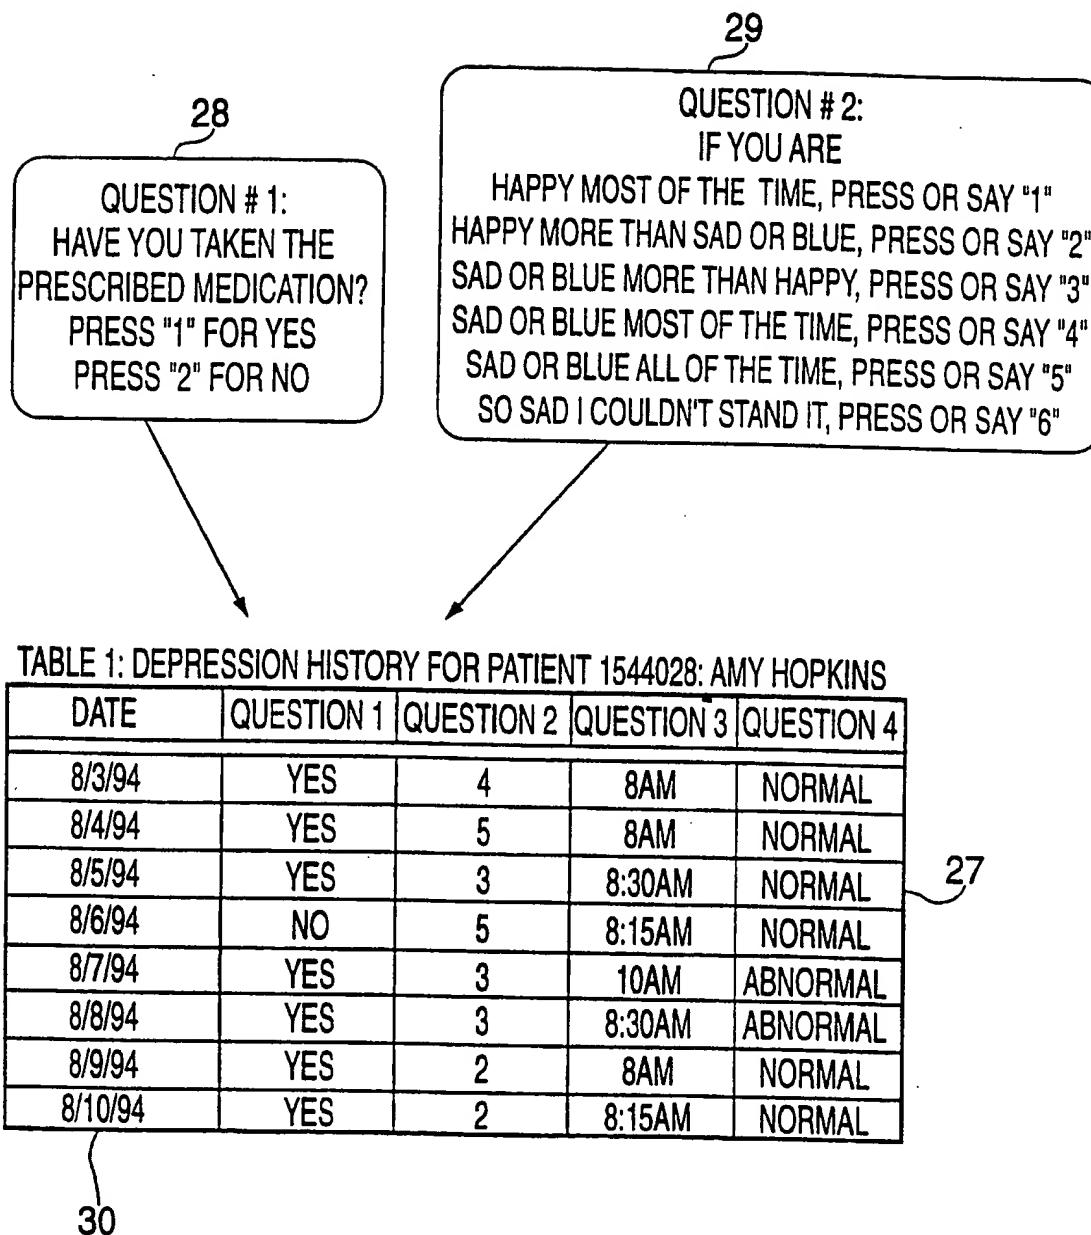 28
QUESTION # 1:
HAVE YOU TAKEN THE
PRESCRIBED MEDICATION?
PRESS "1" FOR YES
PRESS "2" FOR NO
29
QUESTION # 2:
IF YOU ARE
HAPPY MOST OF THE TIME, PRESS OR SAY "1"
HAPPY MORE THAN SAD OR BLUE, PRESS OR SAY "2"
SAD OR BLUE MORE THAN HAPPY, PRESS OR SAY "3"
SAD OR BLUE MOST OF THE TIME, PRESS OR SAY "4"
SAD OR BLUE ALL OF THE TIME, PRESS OR SAY "5"
SO SAD I COULDN'T STAND IT, PRESS OR SAY "6"
TABLE 1: DEPRESSION HISTORY FOR PATIENT 1544028: AMY HOPKINS
DATE QUESTION 1 QUESTION 2 QUESTION 3 QUESTION 4
8/3/94 YES 4 8AM NORMAL
8/4/94 YES 5 8AM NORMAL
8/5/94 YES 3 8:30AM NORMAL
8/6/94 NO 5 8:15AM NORMAL
8/7/94 YES 3 10AM ABNORMAL
8/8/94 YES 3 8:30AM ABNORMAL
8/9/94 YES 2 8AM NORMAL
8/10/94 YES 2 8:15AM NORMAL
27
30